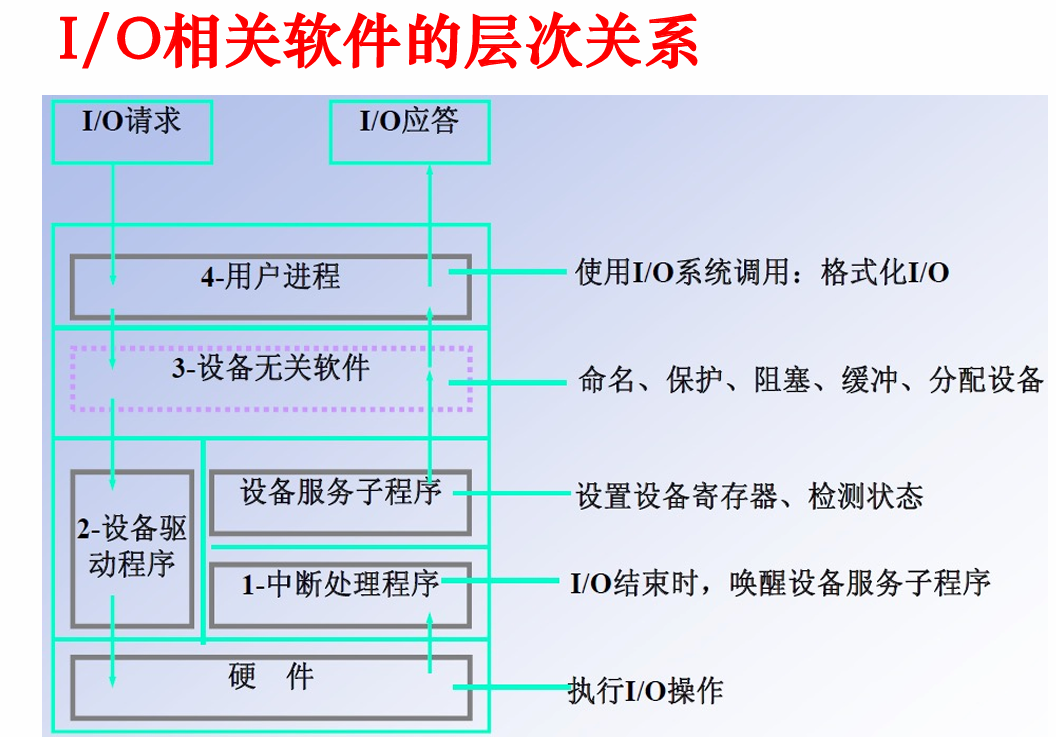 I/O相关软件的层次关系
I/O请求
I/O应答
4-用户进程
使用I/O系统调用：格式化I/O
3-设备无关软件
命名、保护、阻塞、缓冲、分配设备
设备服务子程序
设置设备寄存器、检测状态
2-设备驱
动程序
1-中断处理程序
I/O结束时，唤醒设备服务子程序
硬 件
执行I/O操作